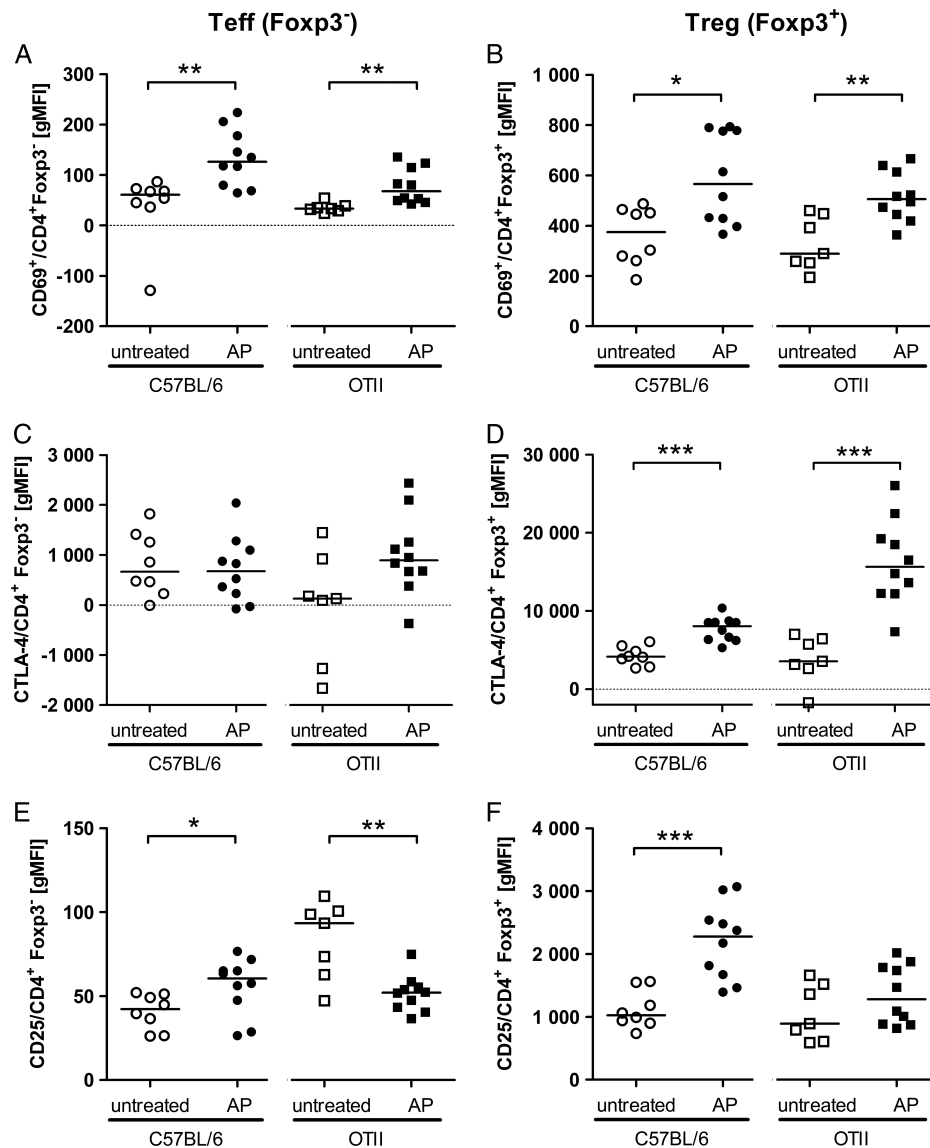 Teff (Foxp3⁻) Treg (Foxp3⁺)
A B
CD69⁺/CD4⁺Foxp3⁻ [gMFI]
300
200
100
0
-100
-200
** **
untreated AP untreated AP
C57BL/6 OTII
CD69⁺/CD4⁺Foxp3⁺ [gMFI]
1 000
800
600
400
200
0
* **
untreated AP untreated AP
C57BL/6 OTII
C D
CTLA-4/CD4⁺ Foxp3⁻ [gMFI]
3 000
2 000
1 000
0
-1 000
-2 000
untreated AP untreated AP
C57BL/6 OTII
CTLA-4/CD4⁺ Foxp3⁺ [gMFI]
30 000
20 000
10 000
0
*** ***
untreated AP untreated AP
C57BL/6 OTII
E F
CD25/CD4⁺ Foxp3⁻ [gMFI]
150
100
50
0
* **
untreated AP untreated AP
C57BL/6 OTII
CD25/CD4⁺ Foxp3⁺ [gMFI]
4 000
3 000
2 000
1 000
0
***
untreated AP untreated AP
C57BL/6 OTII